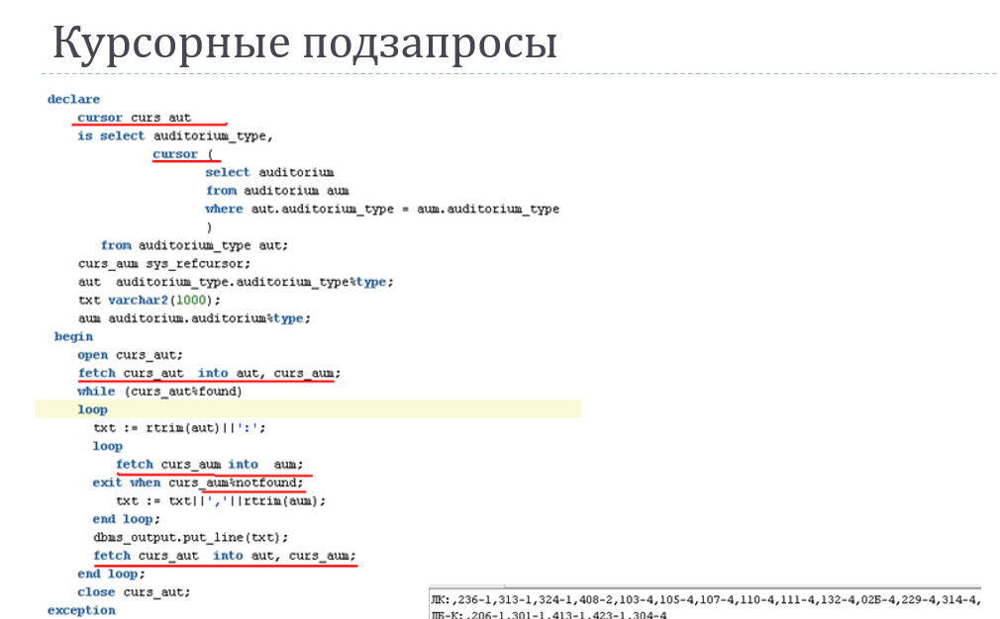 Курсорные подзапросы
declare
cursor curs_aut
is select auditorium_type,
cursor (
select auditorium
from auditorium aum
where aut.auditorium_type = aum.auditorium_type
)
from auditorium_type aut;
curs_aum sys_refcursor;
aut auditorium_type.auditorium_type%type;
txt varchar2(1000);
aum auditorium.auditorium%type;
begin
open curs_aut;
fetch curs_aut into aut, curs_aum;
while (curs_aut%found)
loop
txt := rtrim(aut)||':';
loop
fetch curs_aum into aum;
exit when curs_aum%notfound;
txt := txt||','||rtrim(aum);
end loop;
dbms_output.put_line(txt);
fetch curs_aut into aut, curs_aum;
end loop;
close curs_aut;
exception
ЛК:,236-1,313-1,324-1,408-2,103-4,105-4,107-4,110-4,111-4,132-4,02Б-4,229-4,314-4,
ЛБ-К:,206-1,301-1,413-1,423-1,304-4